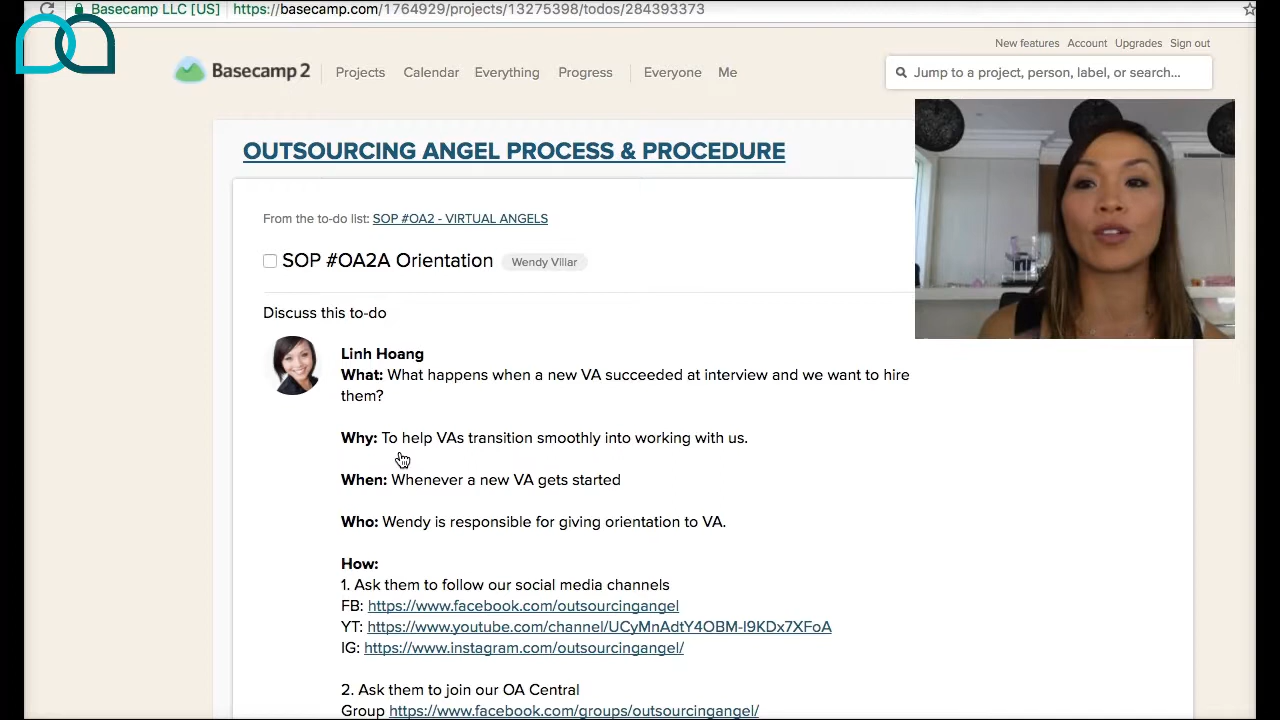 Basecamp LLC [US] https://basecamp.com/1764929/projects/13275398/todos/284393373
New features Account Upgrades Sign out
Basecamp 2 Projects Calendar Everything Progress Everyone Me Jump to a project, person, label, or search...
OUTSOURCING ANGEL PROCESS & PROCEDURE
From the to-do list: SOP #OA2 - VIRTUAL ANGELS
SOP #OA2A Orientation Wendy Villar
Discuss this to-do
Linh Hoang
What: What happens when a new VA succeeded at interview and we want to hire
them?
Why: To help VAs transition smoothly into working with us.
When: Whenever a new VA gets started
Who: Wendy is responsible for giving orientation to VA.
How:
1. Ask them to follow our social media channels
FB: https://www.facebook.com/outsourcingangel
YT: https://www.youtube.com/channel/UCyMnAdtY4OBM-l9KDx7XFoA
IG: https://www.instagram.com/outsourcingangel/
2. Ask them to join our OA Central
Group https://www.facebook.com/groups/outsourcingangel/